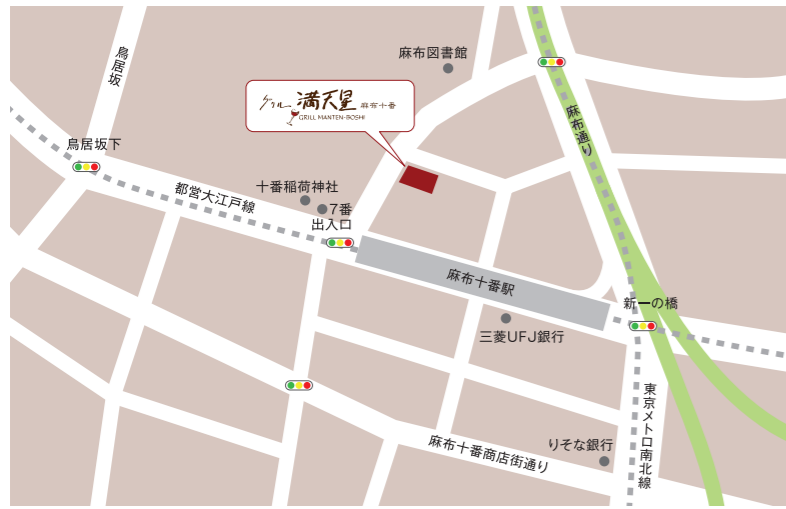 麻布図書館
鳥居坂
グリル 満天星 麻布十番
GRILL MANTEN-BOSHI
麻布通り
鳥居坂下
十番稲荷神社
都営大江戸線
7番
出入口
麻布十番駅
新一の橋
三菱UFJ銀行
東京メトロ南北線
麻布十番商店街通り
りそな銀行